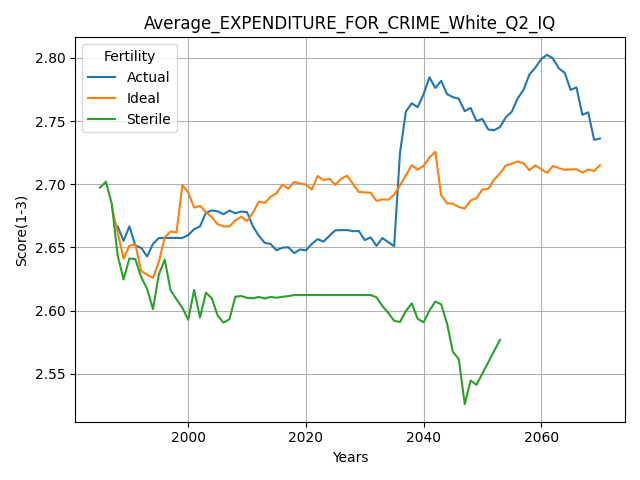 Average_EXPENDITURE_FOR_CRIME_White_Q2_IQ
Fertility
Actual
Ideal
Sterile
Score(1-3)
2.80
2.75
2.70
2.65
2.60
2.55
2000
2020
2040
2060
Years